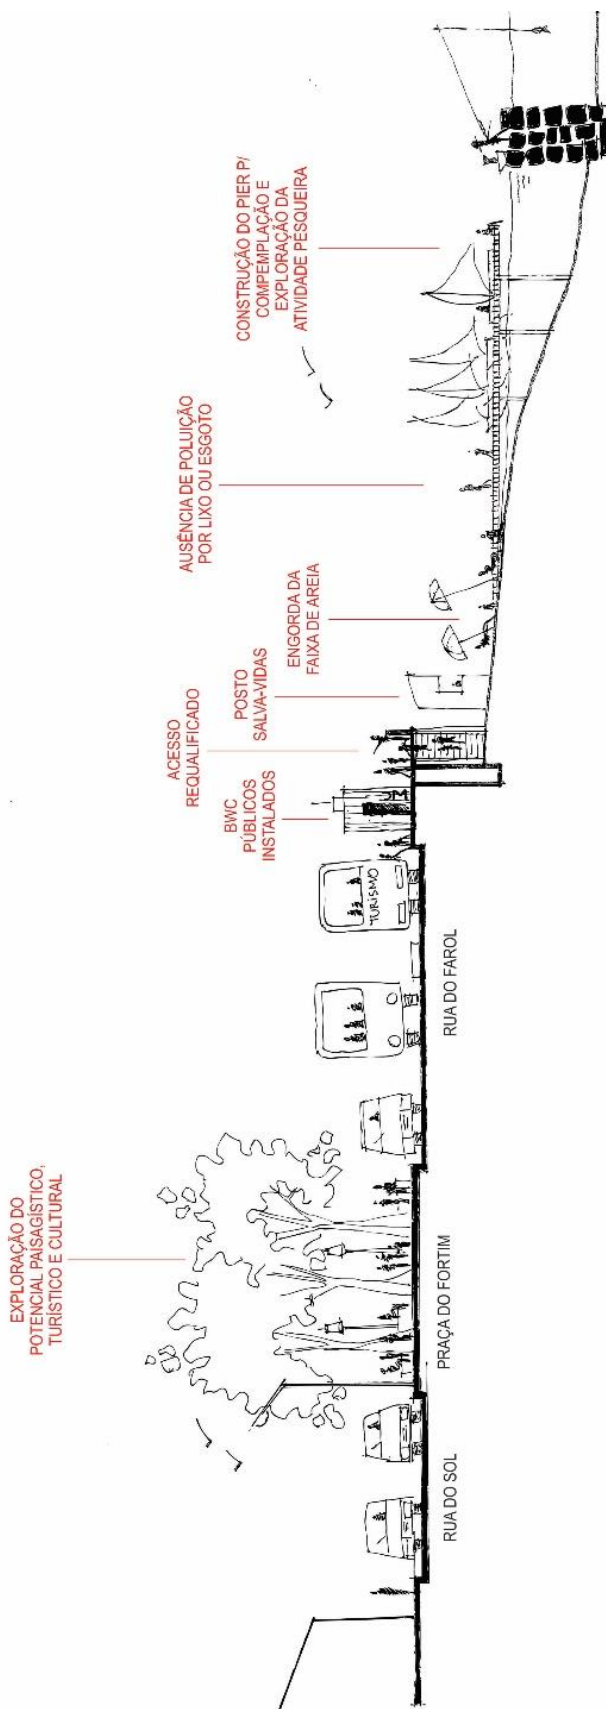 EXPLORAÇÃO DO
POTENCIAL PAISAGÍSTICO,
TURÍSTICO E CULTURAL
BWC
PÚBLICOS
INSTALADOS
ACESSO
REQUALIFICADO
POSTO
SALVA-VIDAS
ENGORDA DA
FAIXA DE AREIA
AUSÊNCIA DE POLUIÇÃO
POR LIXO OU ESGOTO
CONSTRUÇÃO DO PIER P/
COMPEMPLAÇÃO E
EXPLORAÇÃO DA
ATIVIDADE PESQUEIRA
TURISMO
RUA DO SOL
PRAÇA DO FORTIM
RUA DO FAROL